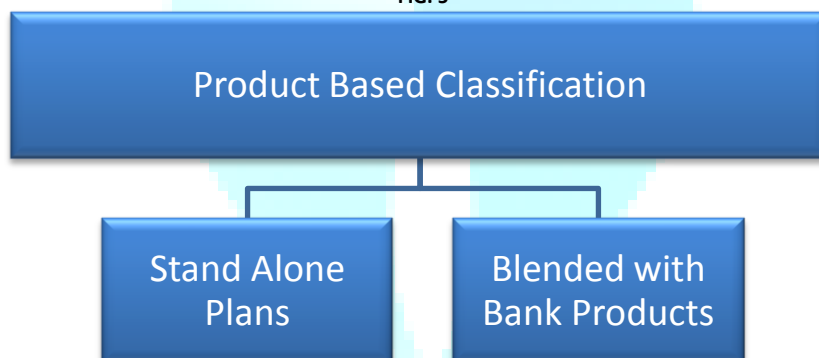 Product Based Classification
Stand Alone
Plans
Blended with
Bank Products